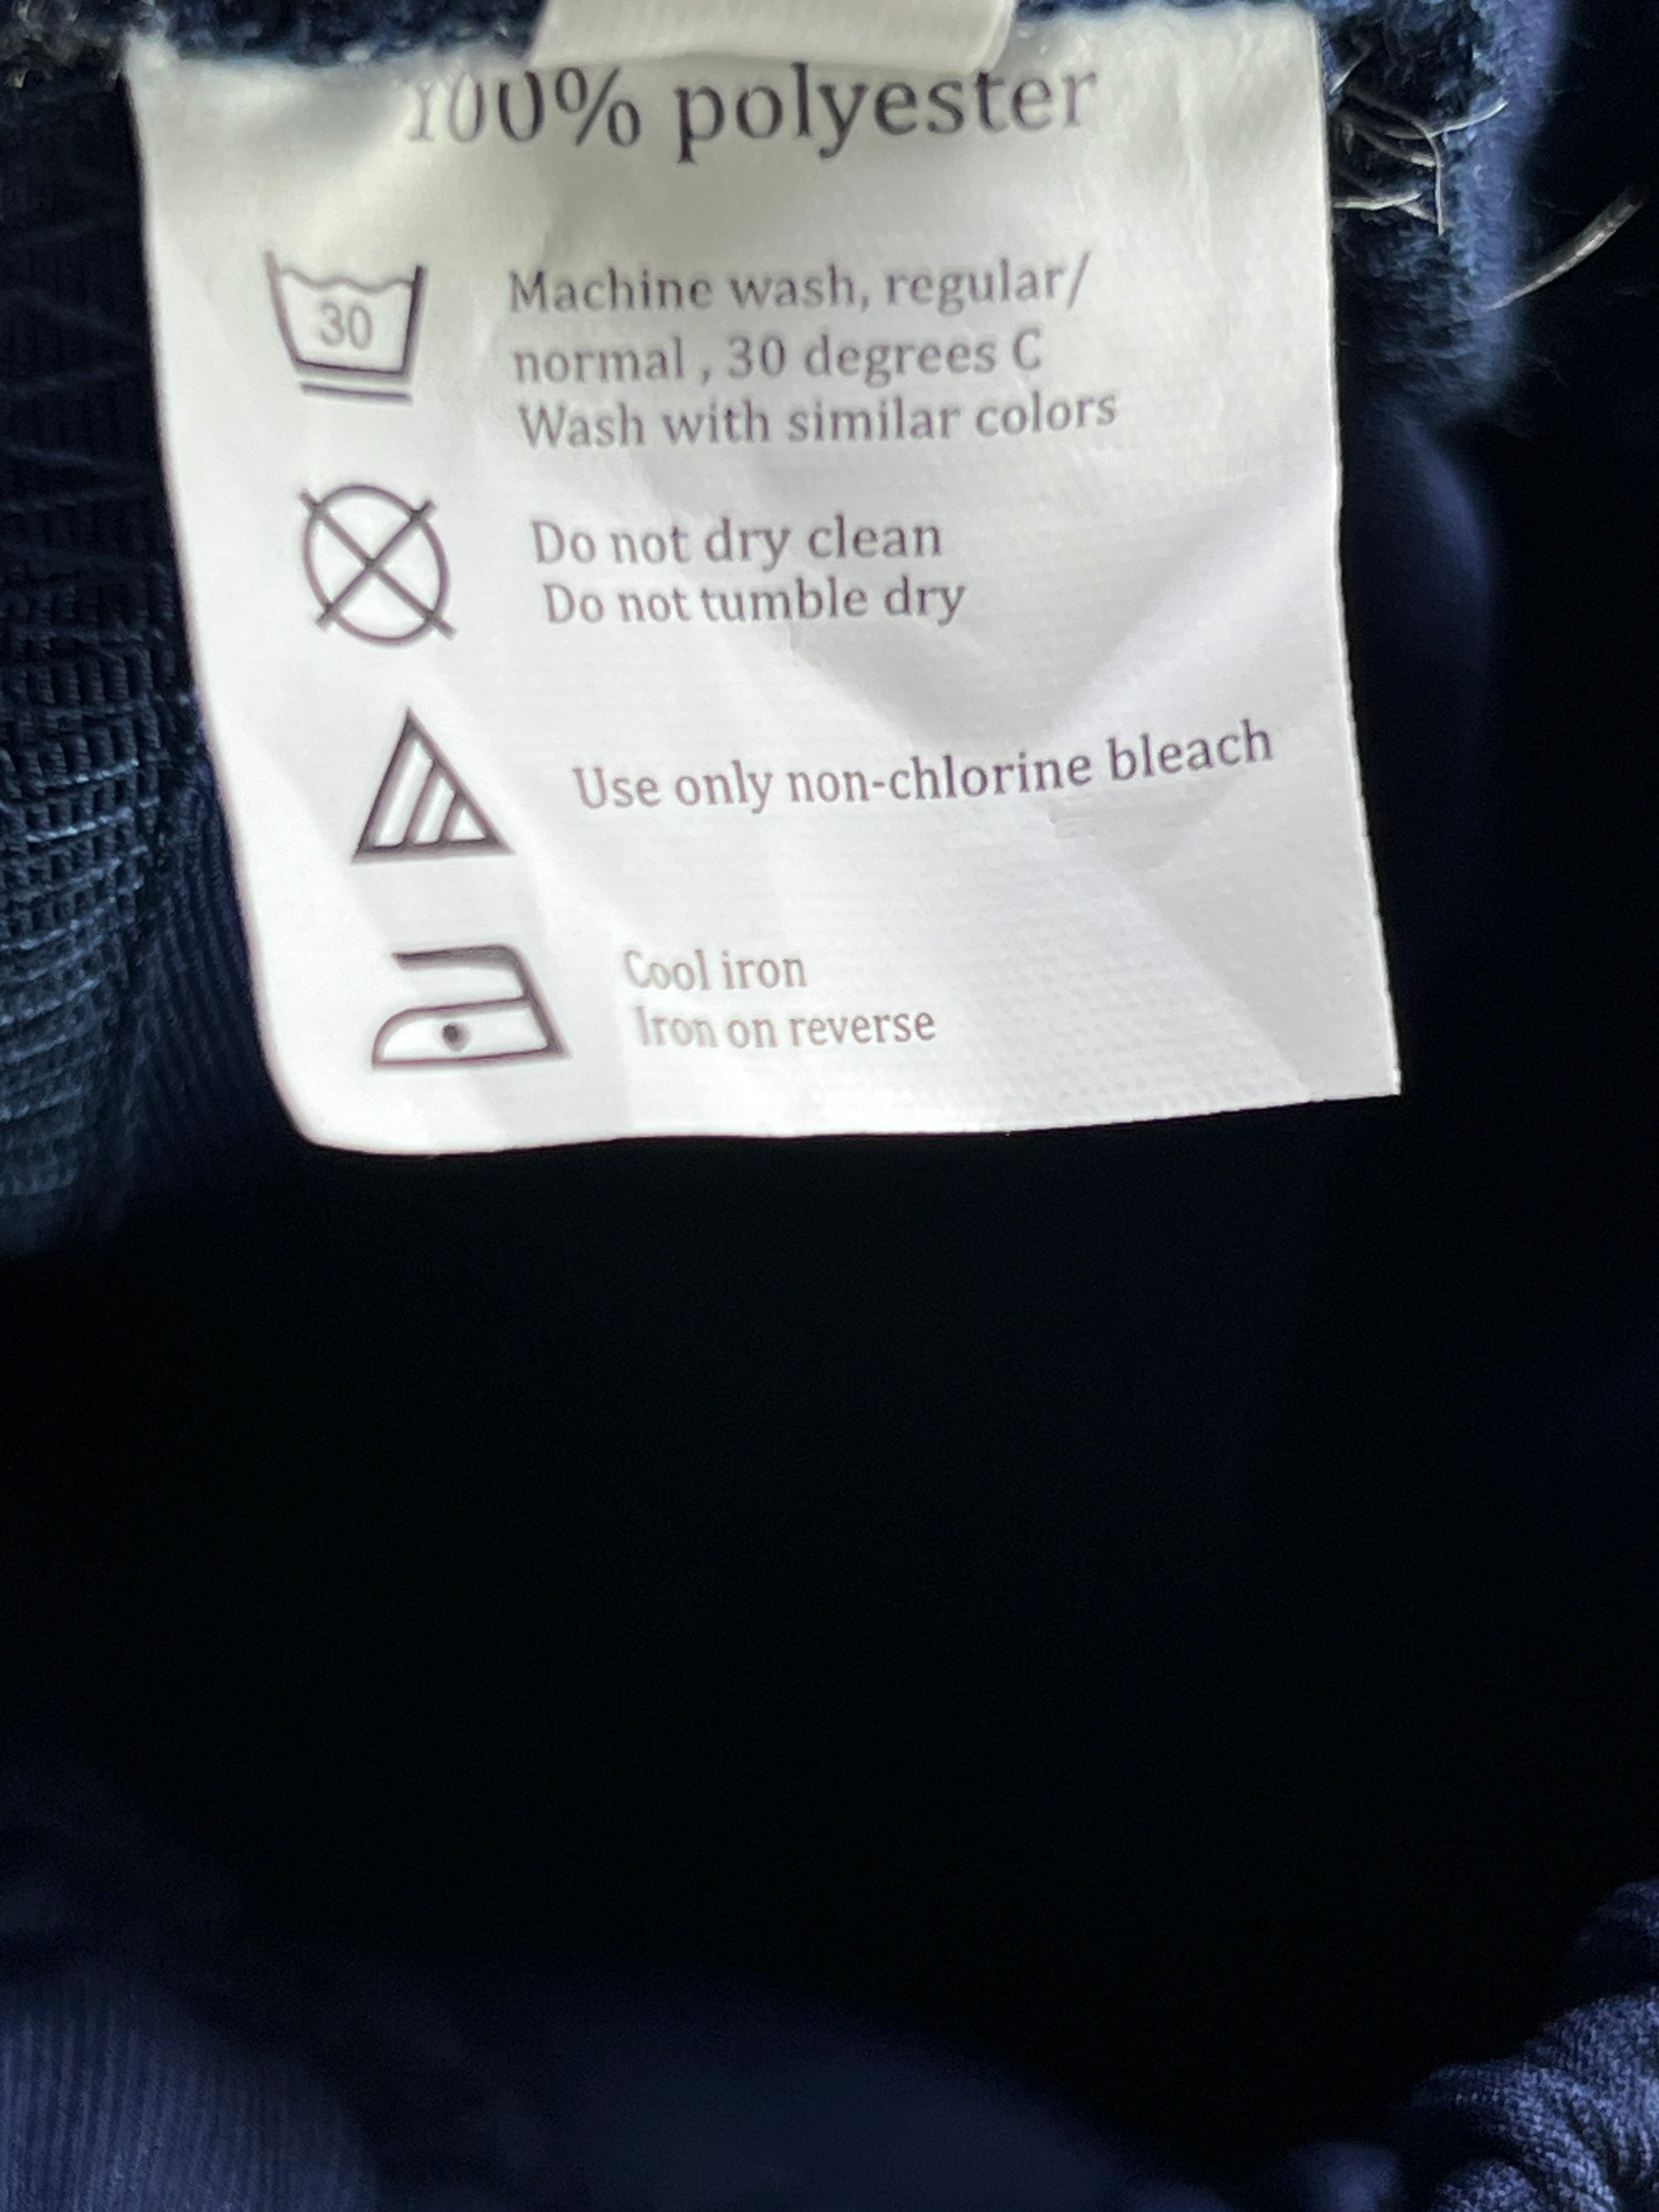 100% polyester
30
Machine wash, regular/
normal , 30 degrees C
Wash with similar colors
Do not dry clean
Do not tumble dry
Use only non-chlorine bleach
Cool iron
Iron on reverse